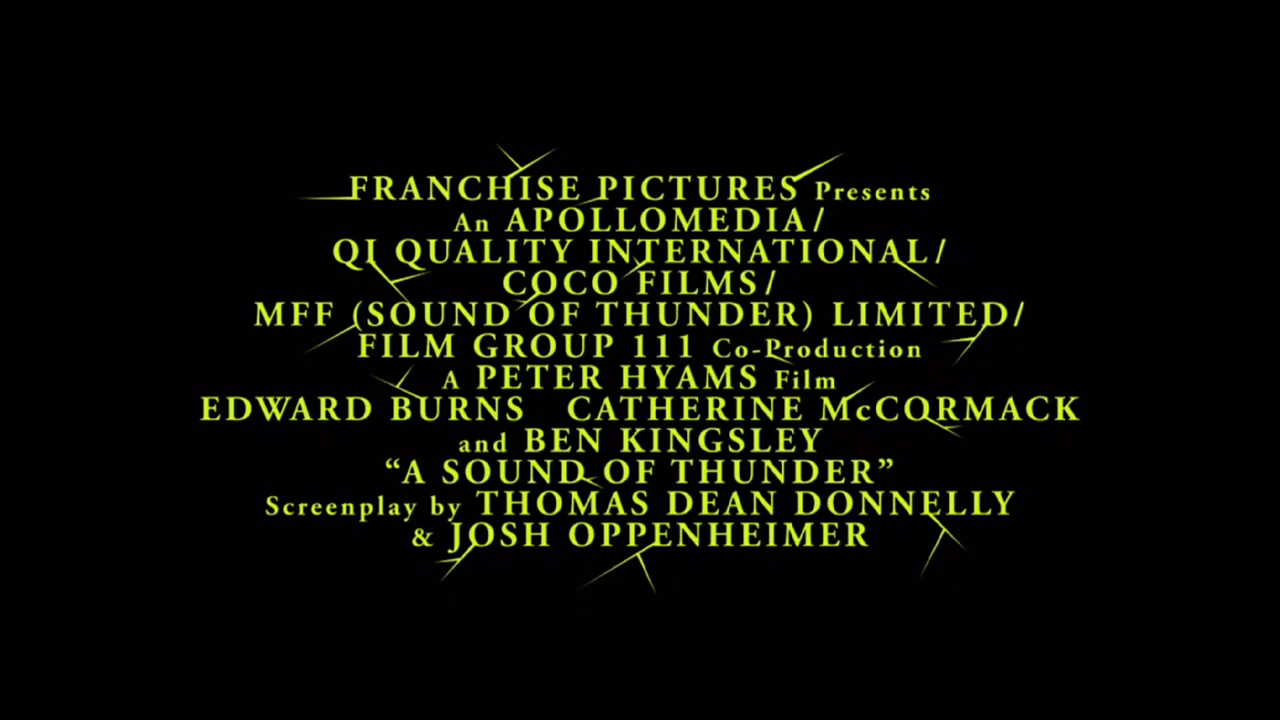 FRANCHISE PICTURES Presents
An APOLLOMEDIA/
QI QUALITY INTERNATIONAL/
COCO FILMS/
MFF (SOUND OF THUNDER) LIMITED/
FILM GROUP 111 Co-Production
A PETER HYAMS Film
EDWARD BURNS CATHERINE McCORMACK
and BEN KINGSLEY
“A SOUND OF THUNDER”
Screenplay by THOMAS DEAN DONNELLY
& JOSH OPPENHEIMER